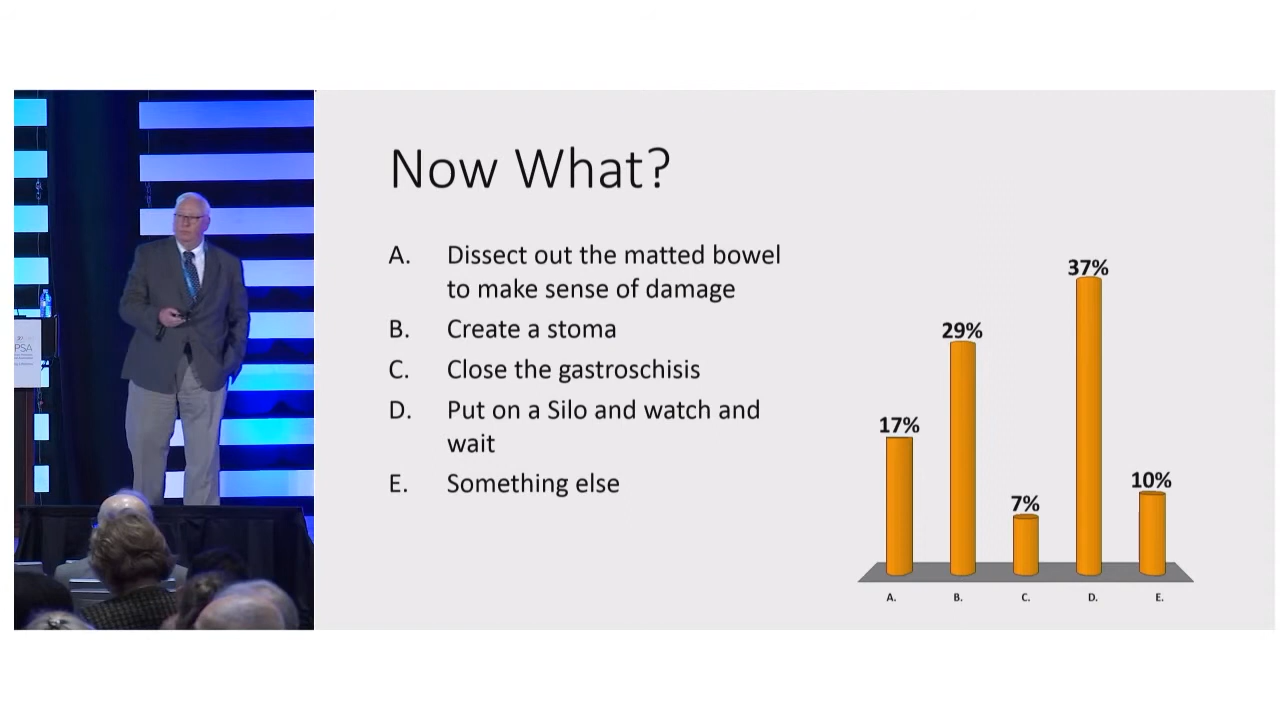 Now What?
A. Dissect out the matted bowel
to make sense of damage
B. Create a stoma
C. Close the gastroschisis
D. Put on a Silo and watch and
wait
E. Something else
17%
29%
7%
37%
10%
A. B. C. D. E.
PSA